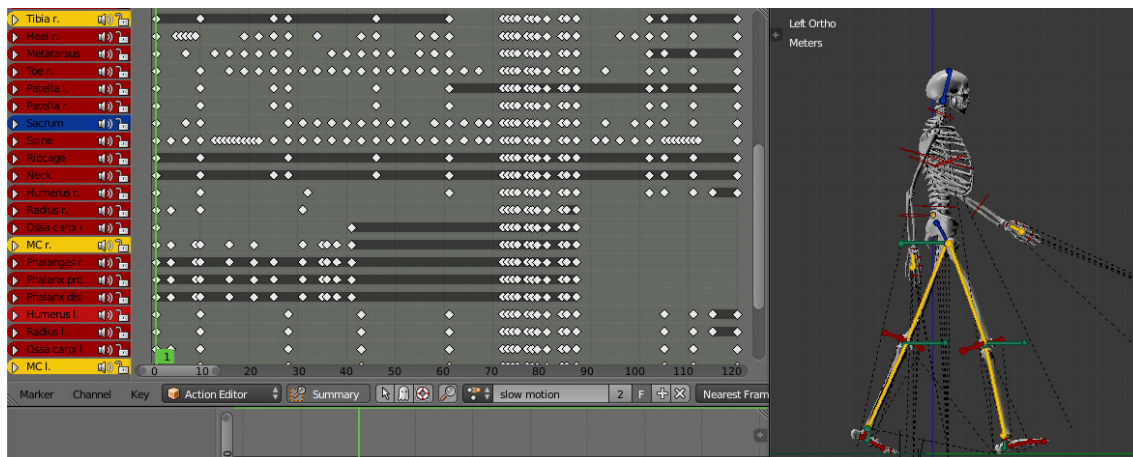 Tibia r.
Heel r.
Metatarsus
Toe r.
Patella l.
Patella r.
Sacrum
Spine
Ribcage
Neck
Humerus r.
Radius r.
Ossa carpi r
MC r.
Phalanges r
Phalanx pro
Phalanx dis
Humerus l.
Radius l.
Ossa carpi l
MC l.
1
0 10 20 30 40 50 60 70 80 90 100 110 120
Marker Channel Key Action Editor Summary slow motion 2 F Nearest Fram
Left Ortho
Meters